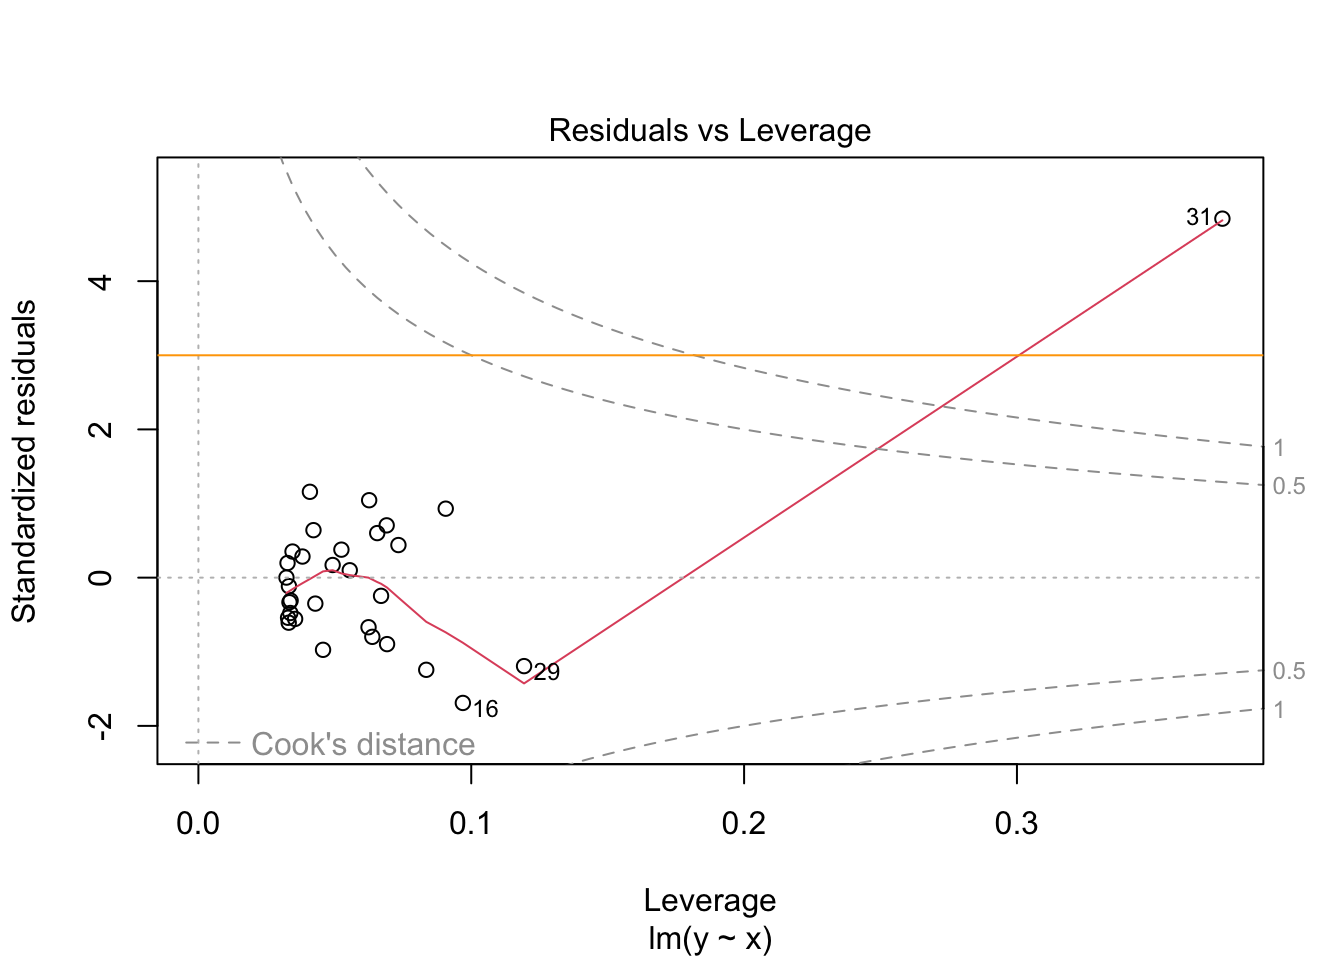 Residuals vs Leverage
Standardized residuals
4
2
0
-2
31
29
16
1
0.5
0.5
1
Cook's distance
0.0 0.1 0.2 0.3
Leverage
lm(y ~ x)